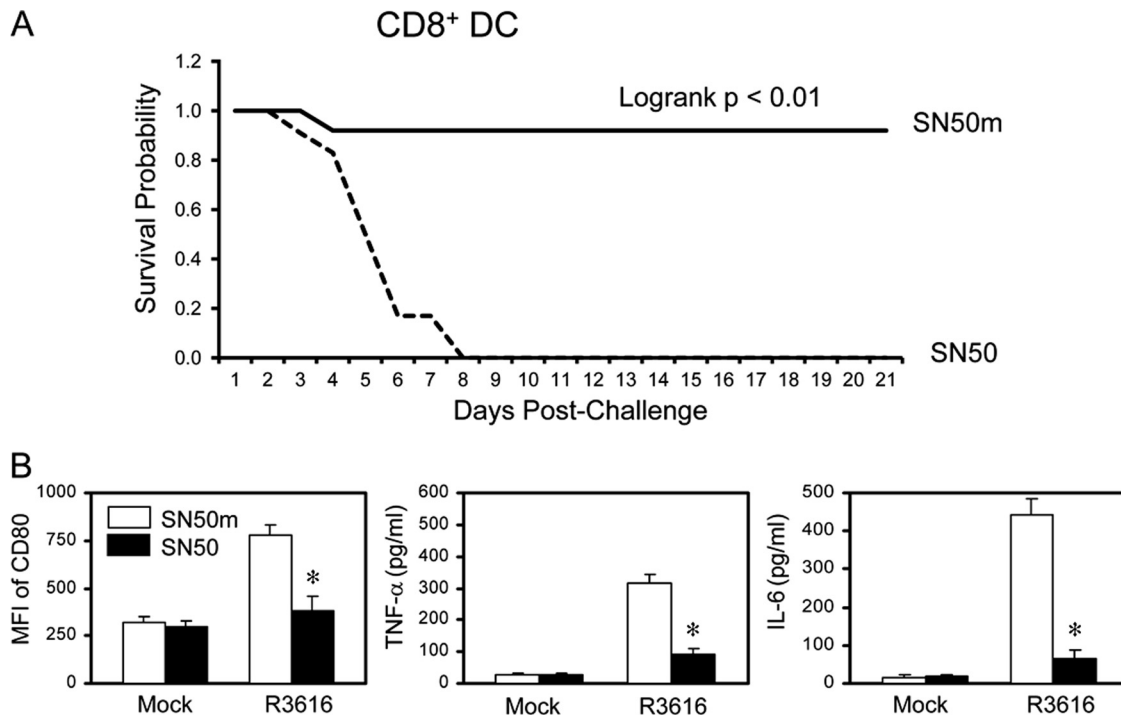 A
CD8⁺ DC
Survival Probability
1.2
1.0
0.8
0.6
0.4
0.2
0.0
Logrank p < 0.01
SN50m
SN50
1 2 3 4 5 6 7 8 9 10 11 12 13 14 15 16 17 18 19 20 21
Days Post-Challenge
B
MFI of CD80
1000
750
500
250
0
SN50m
SN50
*
Mock R3616
TNF-α (pg/ml)
600
500
400
300
200
100
0
*
Mock R3616
IL-6 (pg/ml)
500
400
300
200
100
0
*
Mock R3616